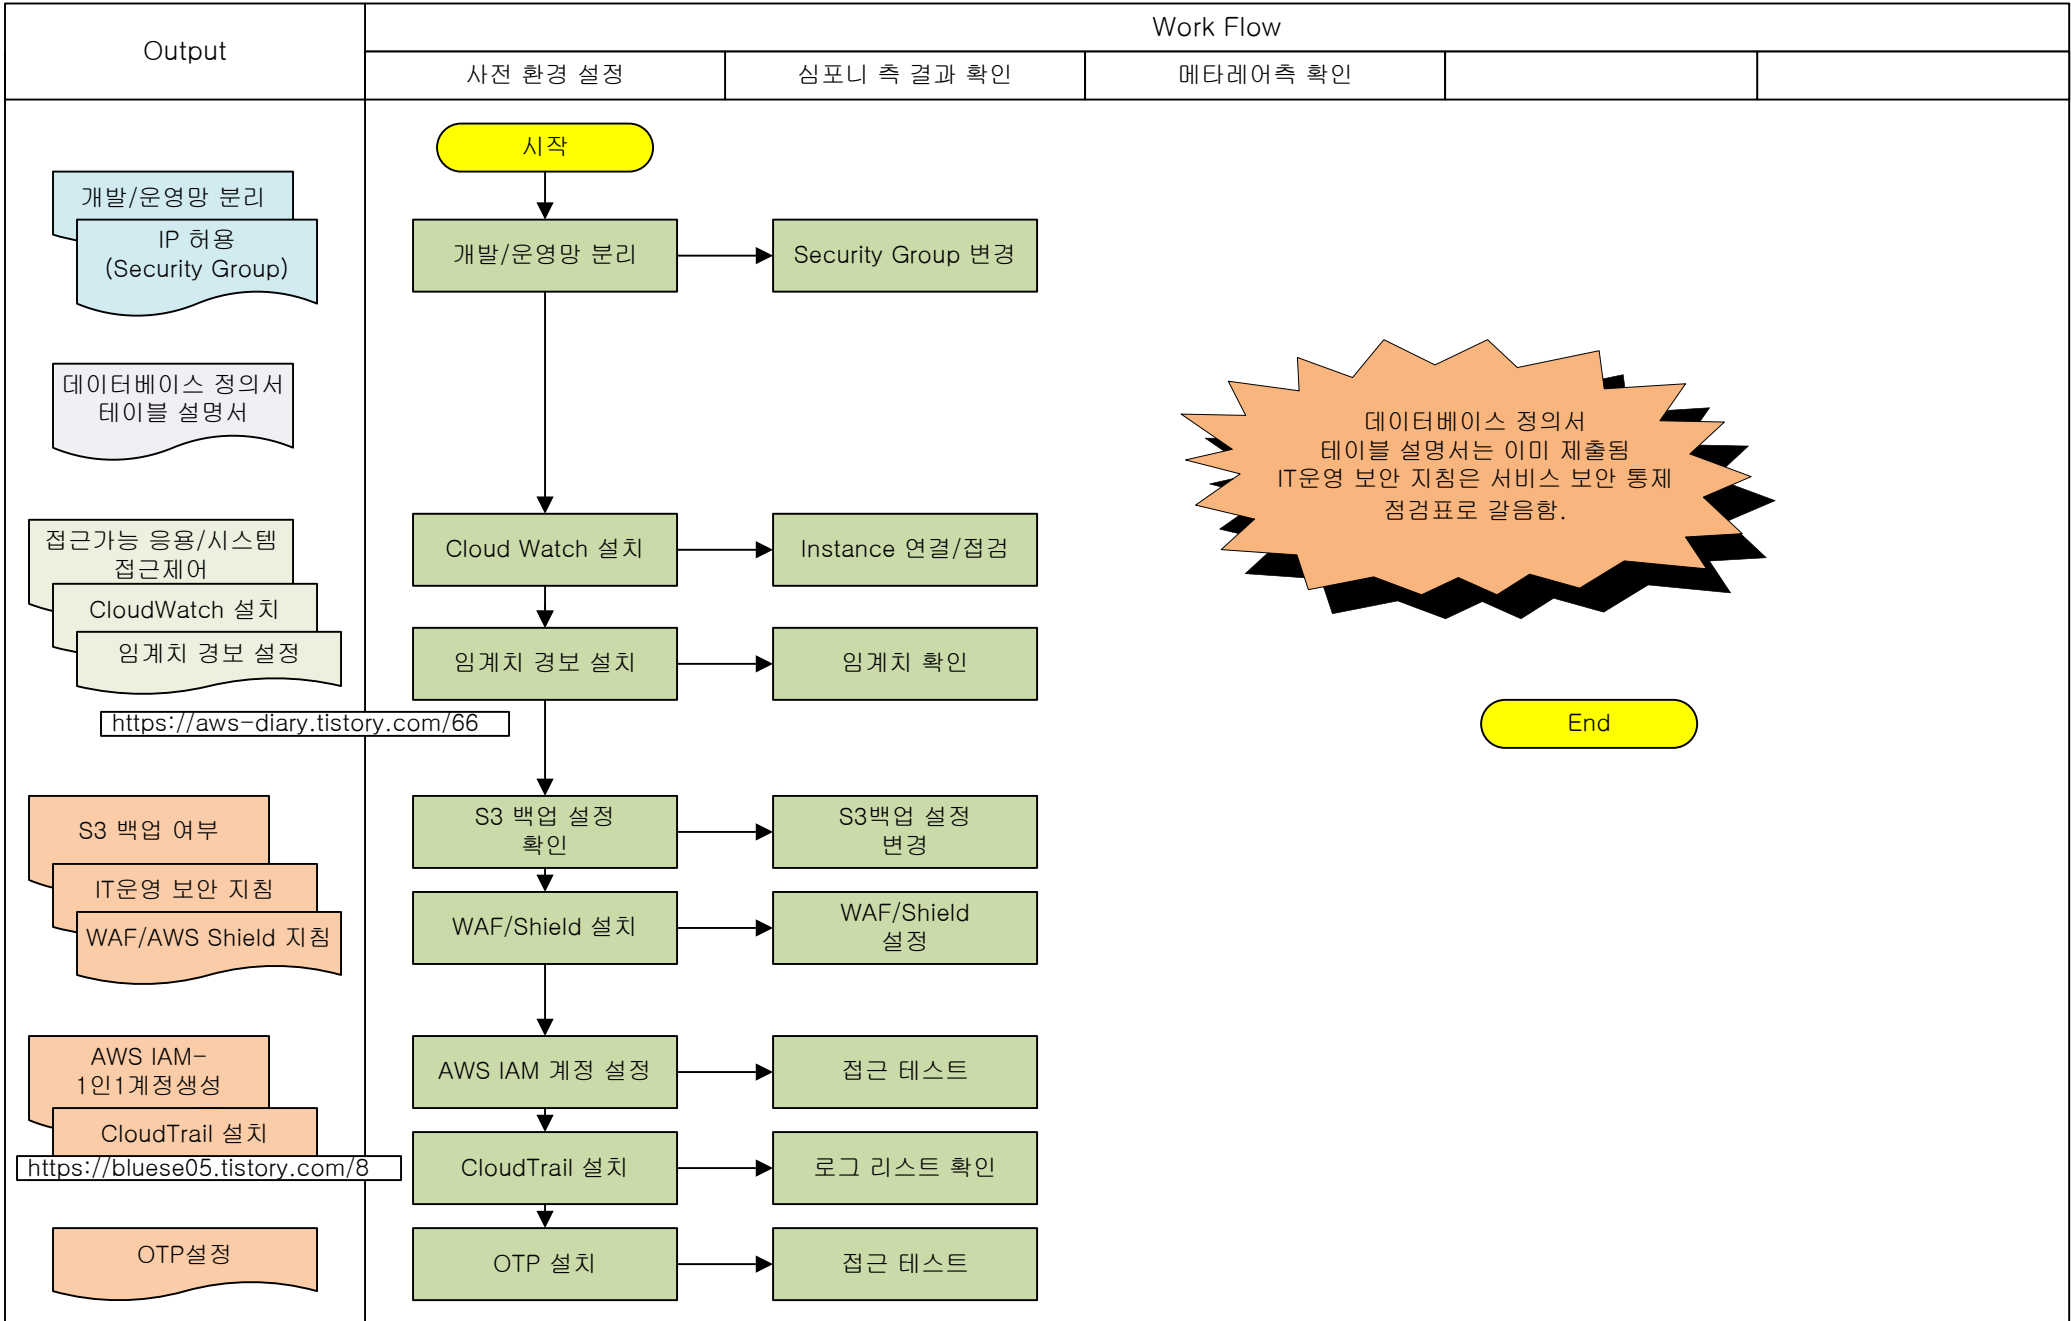 Output
Work Flow
사전 환경 설정
심포니 측 결과 확인
메타레어측 확인
시작
개발/운영망 분리
IP 허용
(Security Group)
개발/운영망 분리
Security Group 변경
데이터베이스 정의서
테이블 설명서
데이터베이스 정의서
테이블 설명서는 이미 제출됨
IT운영 보안 지침은 서비스 보안 통제
점검표로 갈음함.
접근가능 응용/시스템
접근제어
CloudWatch 설치
임계치 경보 설정
Cloud Watch 설치
Instance 연결/접검
임계치 경보 설치
임계치 확인
https://aws-diary.tistory.com/66
End
S3 백업 여부
IT운영 보안 지침
WAF/AWS Shield 지침
S3 백업 설정
확인
S3백업 설정
변경
WAF/Shield 설치
WAF/Shield
설정
AWS IAM-
1인1계정생성
CloudTrail 설치
https://bluese05.tistory.com/8
AWS IAM 계정 설정
접근 테스트
CloudTrail 설치
로그 리스트 확인
OTP설정
OTP 설치
접근 테스트